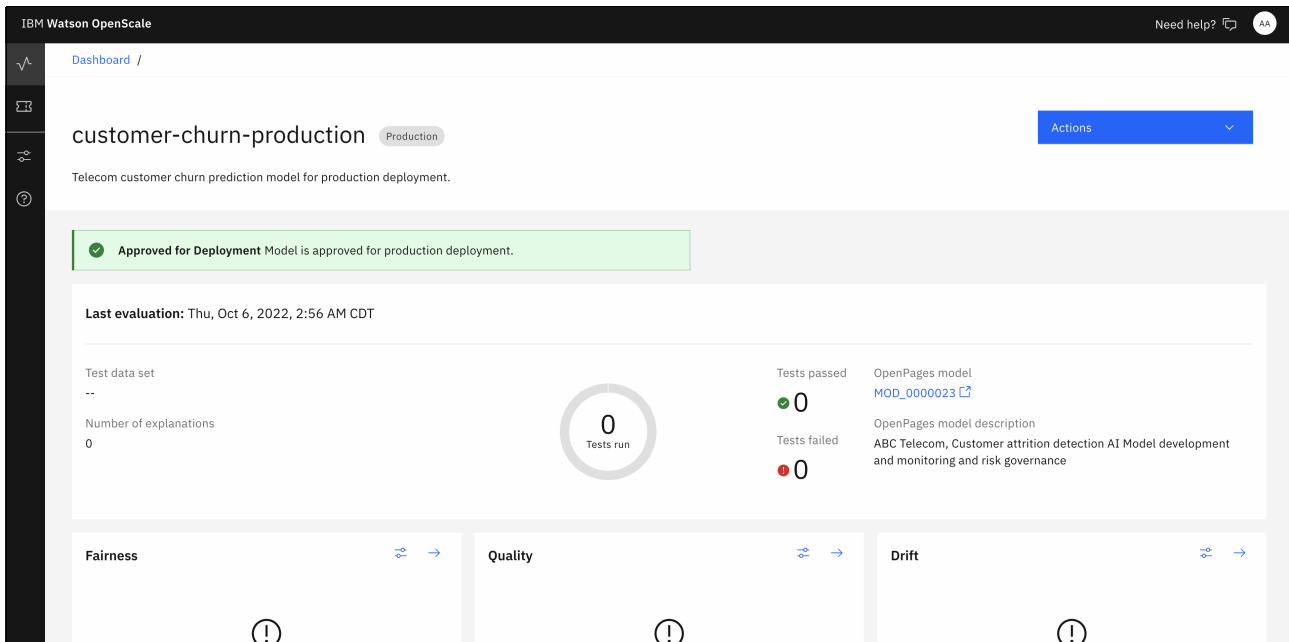 IBM Watson OpenScale
Need help?
AA
Dashboard /
customer-churn-production
Production
Actions
Telecom customer churn prediction model for production deployment.
Approved for Deployment Model is approved for production deployment.
Last evaluation: Thu, Oct 6, 2022, 2:56 AM CDT
Test data set
--
Number of explanations
0
0
Tests run
Tests passed
0
Tests failed
0
OpenPages model
MOD_0000023
OpenPages model description
ABC Telecom, Customer attrition detection AI Model development
and monitoring and risk governance
Fairness
Quality
Drift